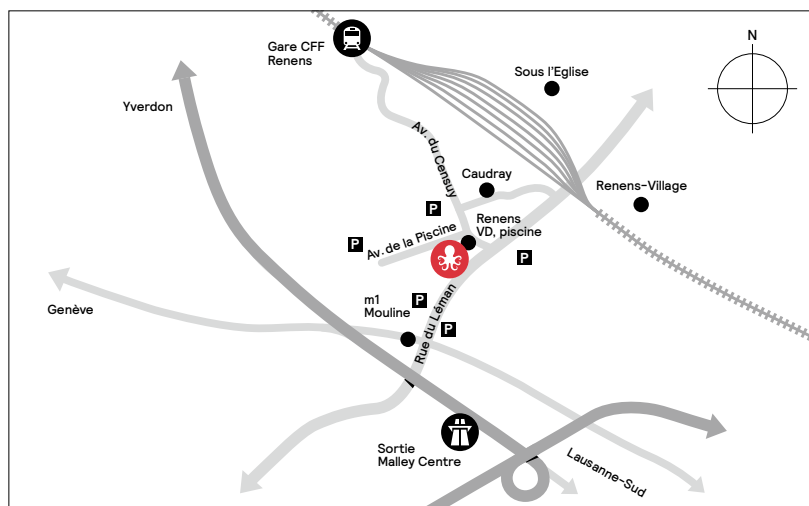 N
Gare CFF
Renens
Sous l'Eglise
Yverdon
Av. du Censuy
Caudray
Renens-Village
P
Renens
VD, piscine
P
Av. de la Piscine
P
Genève
m1
Mouline
P
P
Rue du Léman
Sortie
Malley Centre
Lausanne-Sud